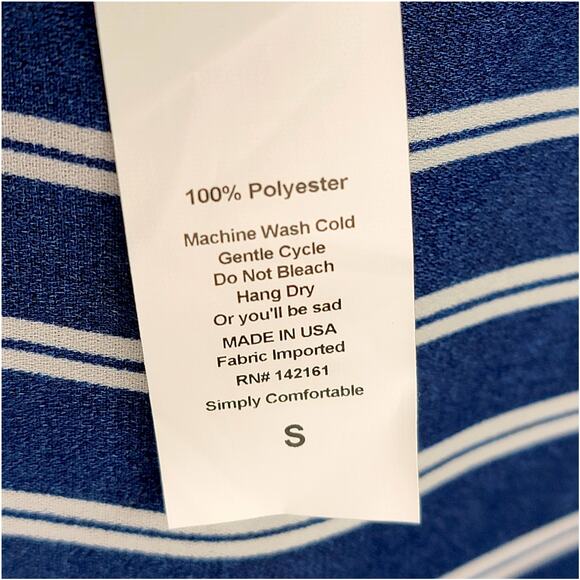 100% Polyester
Machine Wash Cold
Gentle Cycle
Do Not Bleach
Hang Dry
Or you'll be sad
MADE IN USA
Fabric Imported
RN# 142161
Simply Comfortable
S